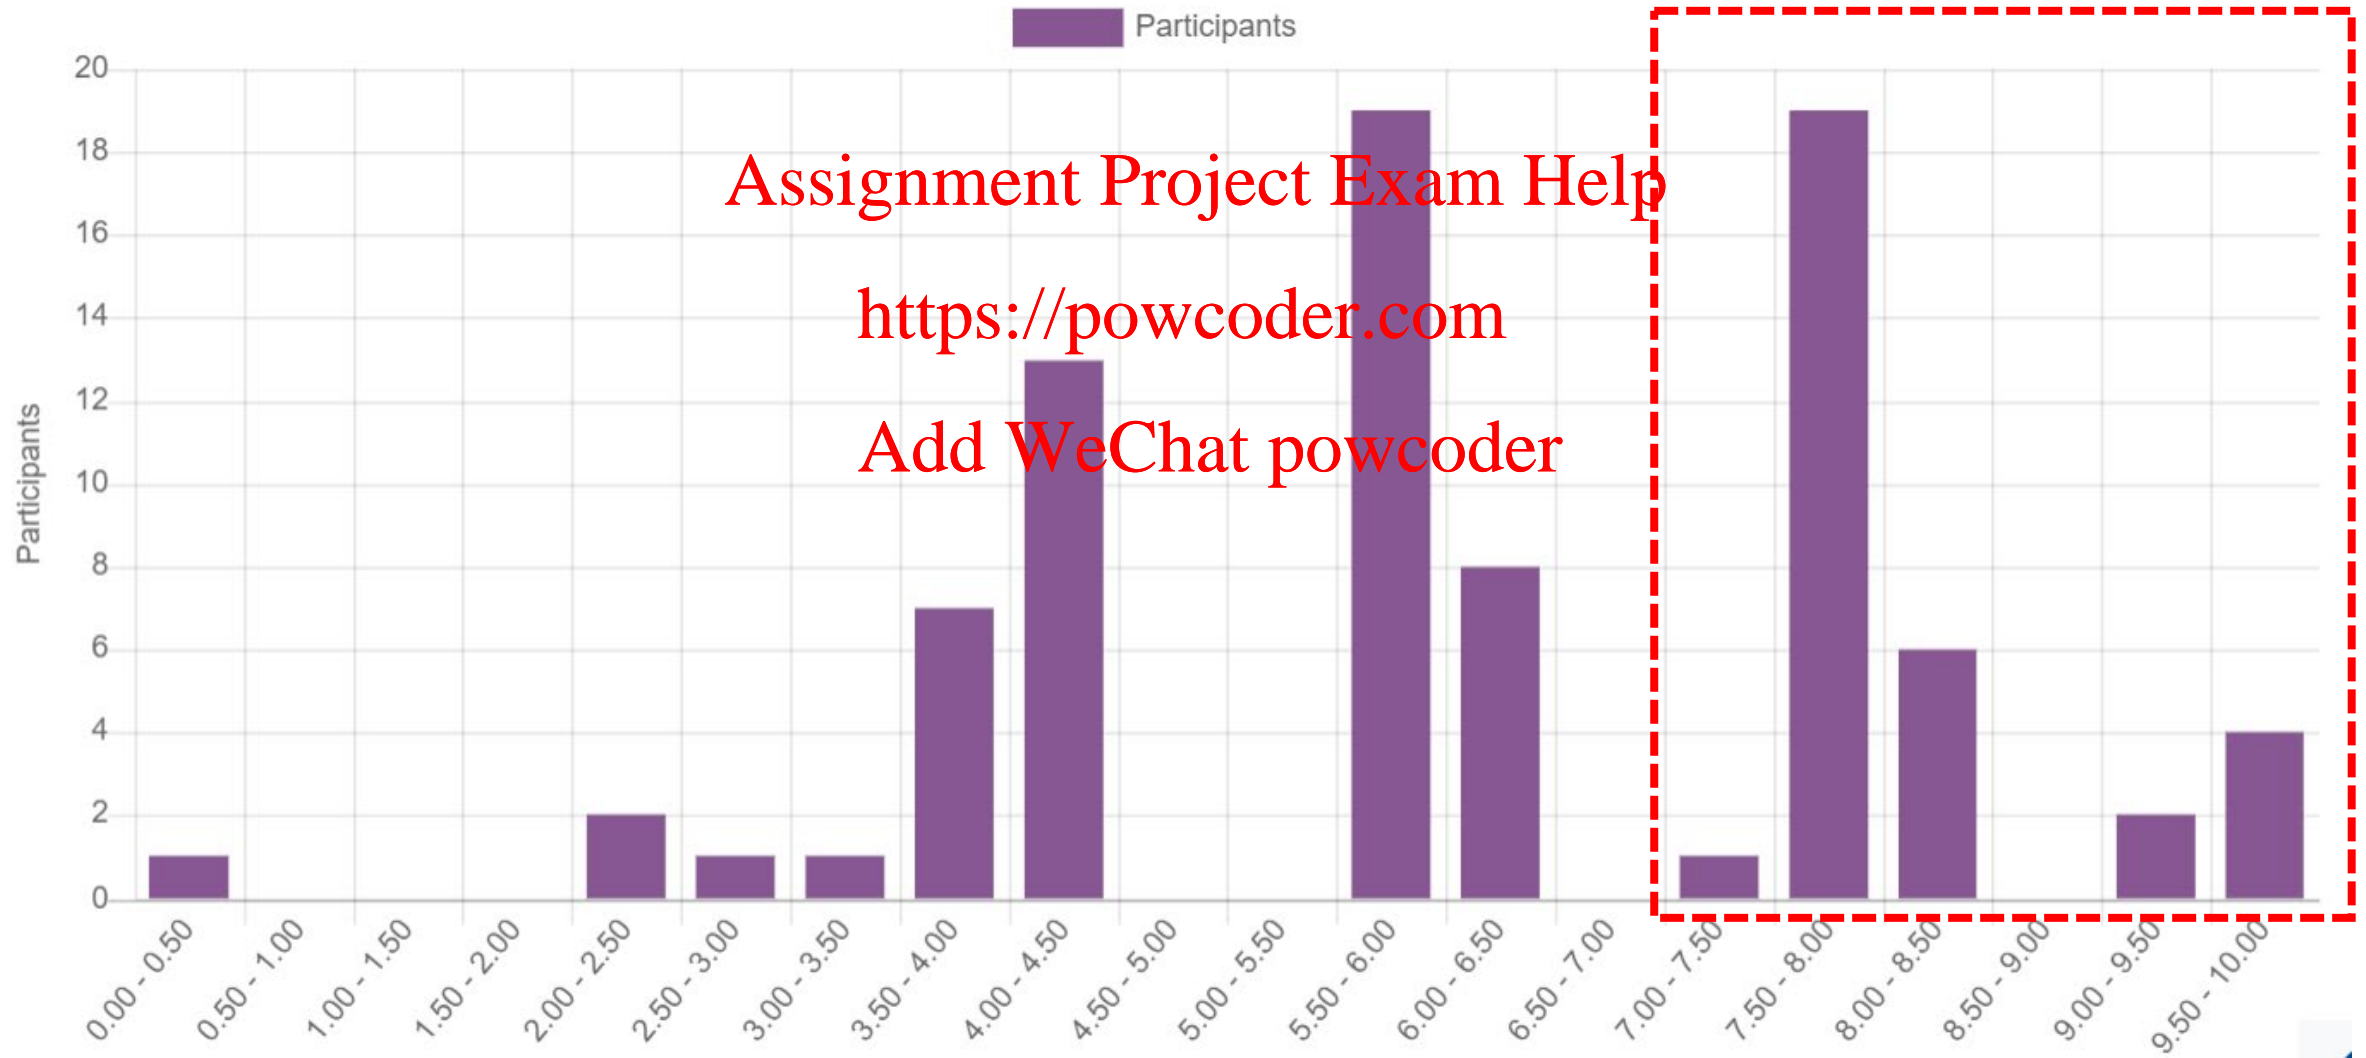 Participants
20
18
16
14
12
10
8
6
4
2
0
Participants
Assignment Project Exam Help
https://powcoder.com
Add WeChat powcoder
0.00 - 0.50
0.50 - 1.00
1.00 - 1.50
1.50 - 2.00
2.00 - 2.50
2.50 - 3.00
3.00 - 3.50
3.50 - 4.00
4.00 - 4.50
4.50 - 5.00
5.00 - 5.50
5.50 - 6.00
6.00 - 6.50
6.50 - 7.00
7.00 - 7.50
7.50 - 8.00
8.00 - 8.50
8.50 - 9.00
9.00 - 9.50
9.50 - 10.00